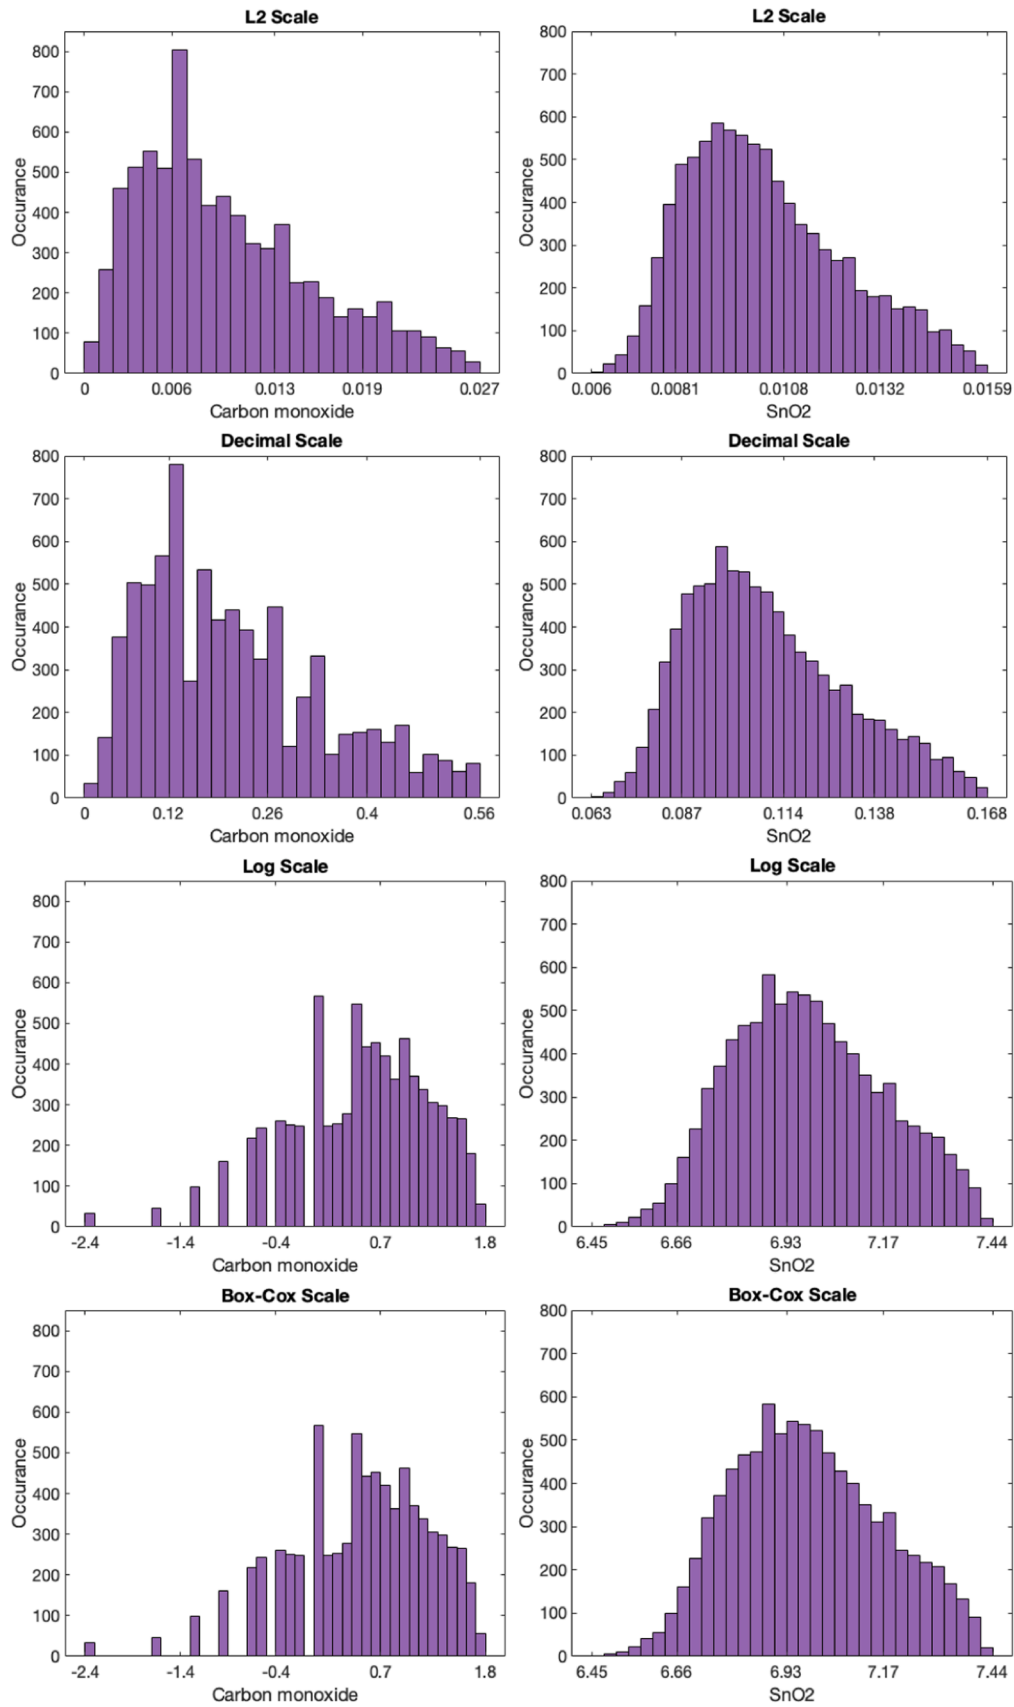 L2 Scale
800
700
600
500
400
300
200
100
0
Occurance
0 0.006 0.013 0.019 0.027
Carbon monoxide
L2 Scale
800
700
600
500
400
300
200
100
0
Occurance
0.006 0.0081 0.0108 0.0132 0.0159
SnO2
Decimal Scale
800
700
600
500
400
300
200
100
0
Occurance
0 0.12 0.26 0.4 0.56
Carbon monoxide
Decimal Scale
800
700
600
500
400
300
200
100
0
Occurance
0.063 0.087 0.114 0.138 0.168
SnO2
Log Scale
800
700
600
500
400
300
200
100
0
Occurance
-2.4 -1.4 -0.4 0.7 1.8
Carbon monoxide
Log Scale
800
700
600
500
400
300
200
100
0
Occurance
6.45 6.66 6.93 7.17 7.44
SnO2
Box-Cox Scale
800
700
600
500
400
300
200
100
0
Occurance
-2.4 -1.4 -0.4 0.7 1.8
Carbon monoxide
Box-Cox Scale
800
700
600
500
400
300
200
100
0
Occurance
6.45 6.66 6.93 7.17 7.44
SnO2